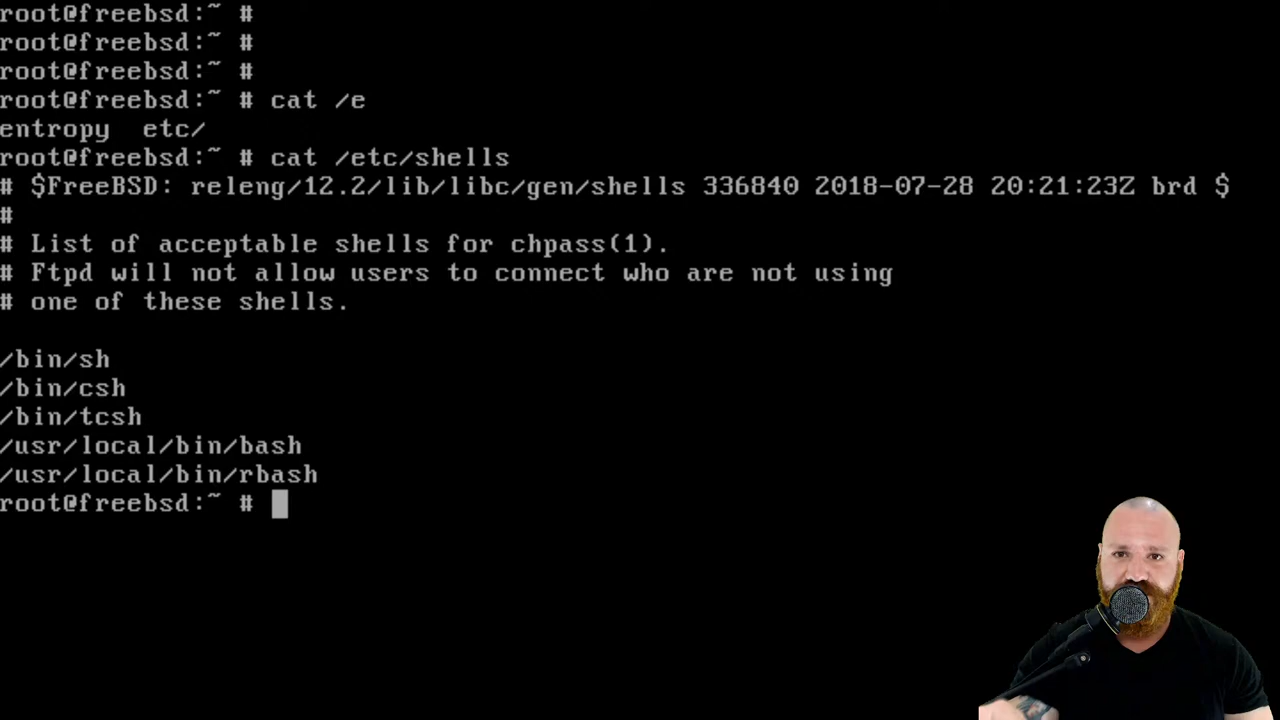 root@freebsd:~ #
root@freebsd:~ #
root@freebsd:~ #
root@freebsd:~ # cat /e
entropy  etc/
root@freebsd:~ # cat /etc/shells
# $FreeBSD: releng/12.2/lib/libc/gen/shells 336840 2018-07-28 20:21:23Z brd $
#
# List of acceptable shells for chpass(1).
# Ftpd will not allow users to connect who are not using
# one of these shells.

/bin/sh
/bin/csh
/bin/tcsh
/usr/local/bin/bash
/usr/local/bin/rbash
root@freebsd:~ #